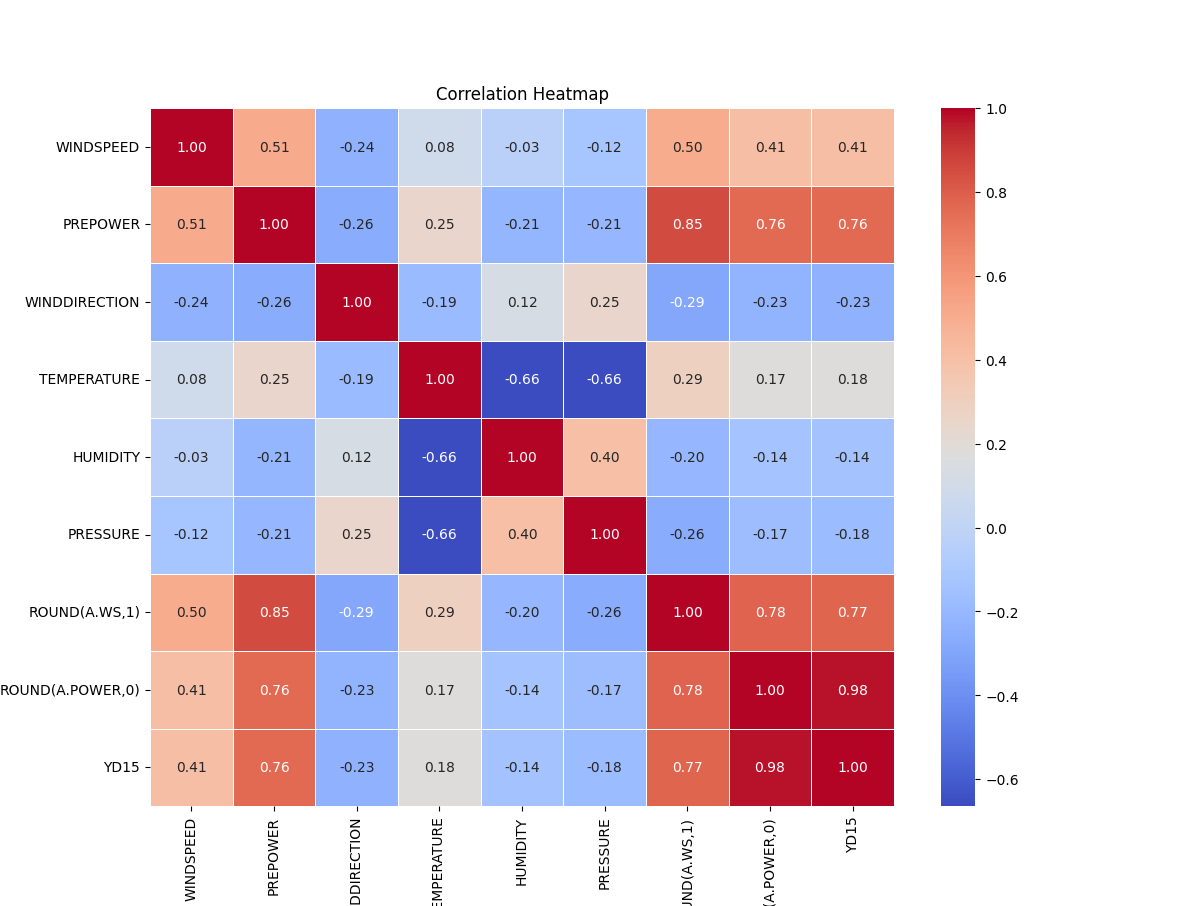 Correlation Heatmap
WINDSPEED 1.00 0.51 -0.24 0.08 -0.03 -0.12 0.50 0.41 0.41
PREPOWER 0.51 1.00 -0.26 0.25 -0.21 -0.21 0.85 0.76 0.76
WINDDIRECTION -0.24 -0.26 1.00 -0.19 0.12 0.25 -0.29 -0.23 -0.23
TEMPERATURE 0.08 0.25 -0.19 1.00 -0.66 -0.66 0.29 0.17 0.18
HUMIDITY -0.03 -0.21 0.12 -0.66 1.00 0.40 -0.20 -0.14 -0.14
PRESSURE -0.12 -0.21 0.25 -0.66 0.40 1.00 -0.26 -0.17 -0.18
ROUND(A.WS,1) 0.50 0.85 -0.29 0.29 -0.20 -0.26 1.00 0.78 0.77
ROUND(A.POWER,0) 0.41 0.76 -0.23 0.17 -0.14 -0.17 0.78 1.00 0.98
YD15 0.41 0.76 -0.23 0.18 -0.14 -0.18 0.77 0.98 1.00
WINDSPEED
PREPOWER
DDIRECTION
EMPERATURE
HUMIDITY
PRESSURE
UND(A.WS,1)
(A.POWER,0)
YD15
1.0
0.8
0.6
0.4
0.2
0.0
−0.2
−0.4
−0.6